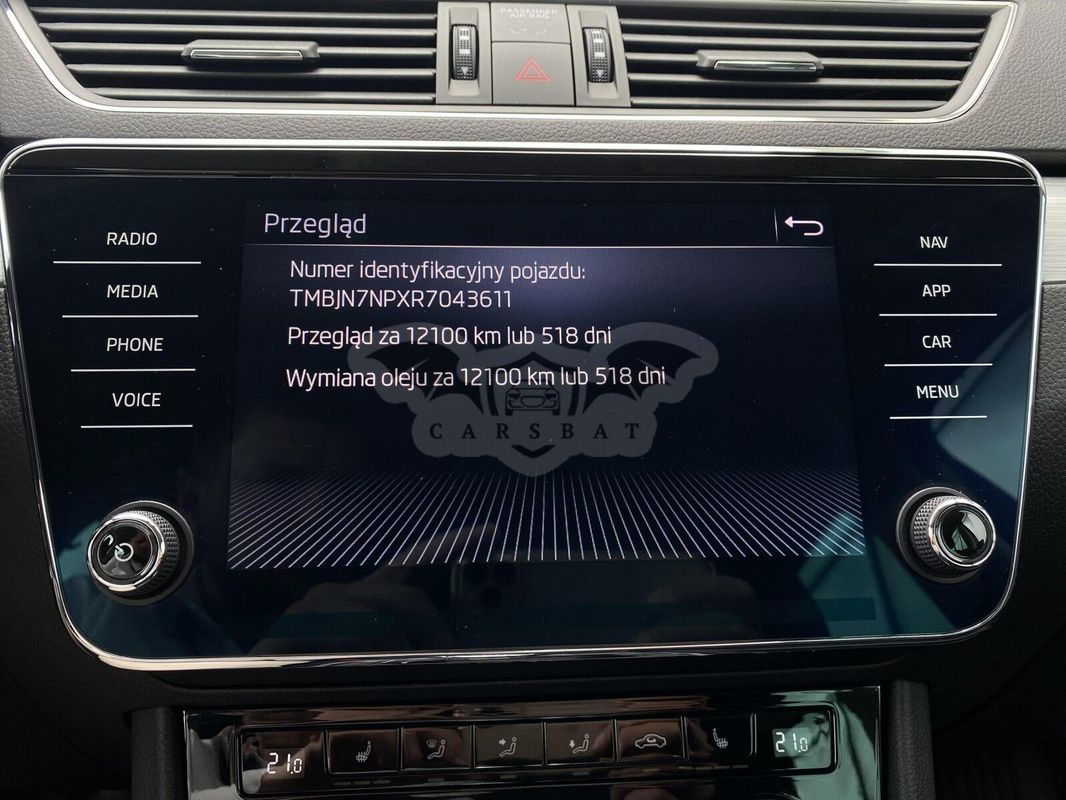 PASSENGER
AIR BAG
Przegląd
RADIO
MEDIA
PHONE
VOICE
Numer identyfikacyjny pojazdu:
TMBJN7NPXR7043611
Przegląd za 12100 km lub 518 dni
Wymiana oleju za 12100 km lub 518 dni
CARSBAT
NAV
APP
CAR
MENU
21.0
21.0